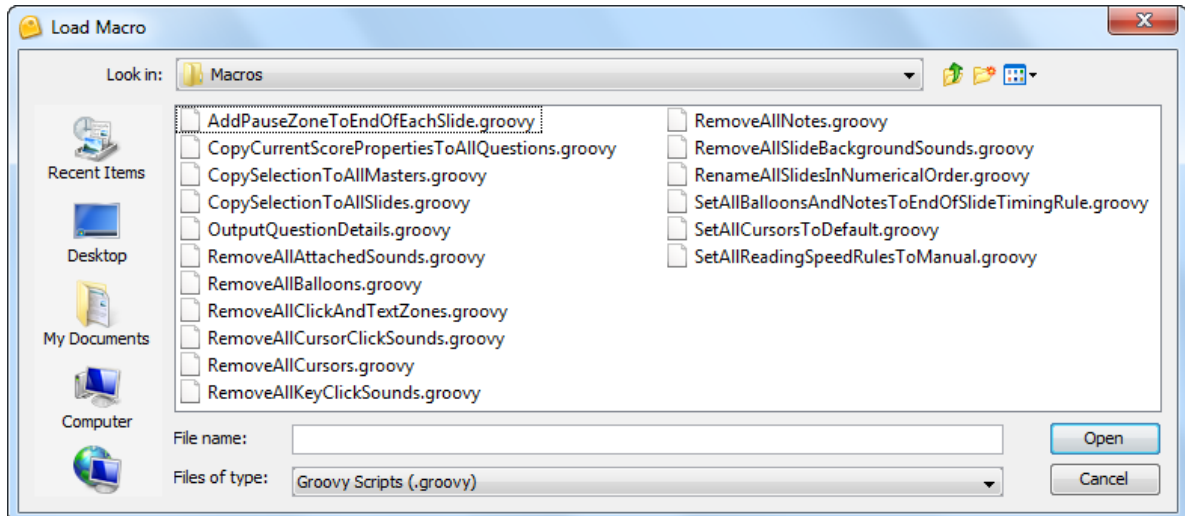 Load Macro
Look in: Macros
Recent Items
Desktop
My Documents
Computer
AddPauseZoneToEndOfEachSlide.groovy
CopyCurrentScorePropertiesToAllQuestions.groovy
CopySelectionToAllMasters.groovy
CopySelectionToAllSlides.groovy
OutputQuestionDetails.groovy
RemoveAllAttachedSounds.groovy
RemoveAllBalloons.groovy
RemoveAllClickAndTextZones.groovy
RemoveAllCursorClickSounds.groovy
RemoveAllCursors.groovy
RemoveAllKeyClickSounds.groovy
RemoveAllNotes.groovy
RemoveAllSlideBackgroundSounds.groovy
RenameAllSlidesInNumericalOrder.groovy
SetAllBalloonsAndNotesToEndOfSlideTimingRule.groovy
SetAllCursorsToDefault.groovy
SetAllReadingSpeedRulesToManual.groovy
File name:
Open
Files of type: Groovy Scripts (.groovy)
Cancel